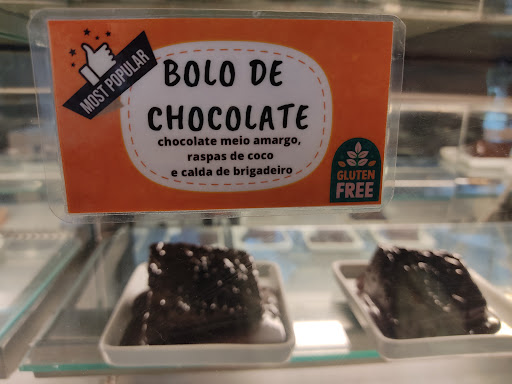 MOST POPULAR
BOLO DE
CHOCOLATE
chocolate meio amargo,
raspas de coco
e calda de brigadeiro
GLUTEN
FREE